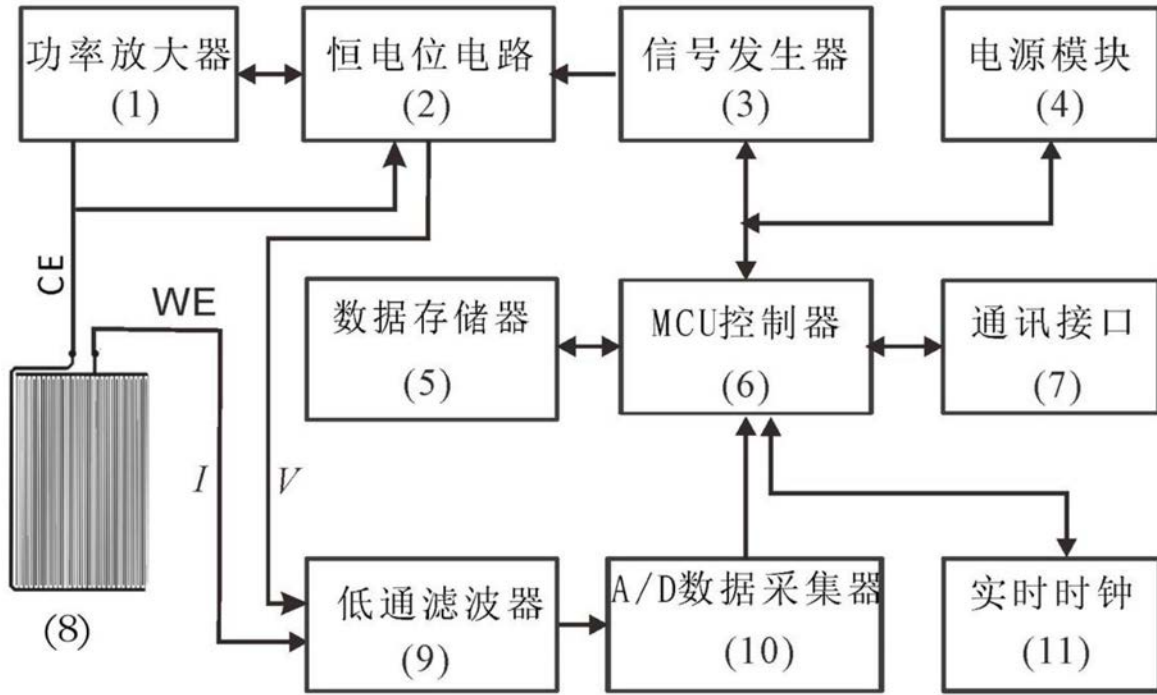 功率放大器
(1)
恒电位电路
(2)
信号发生器
(3)
电源模块
(4)
CE
WE
数据存储器
(5)
MCU控制器
(6)
通讯接口
(7)
I
V
(8)
低通滤波器
(9)
A/D数据采集器
(10)
实时时钟
(11)